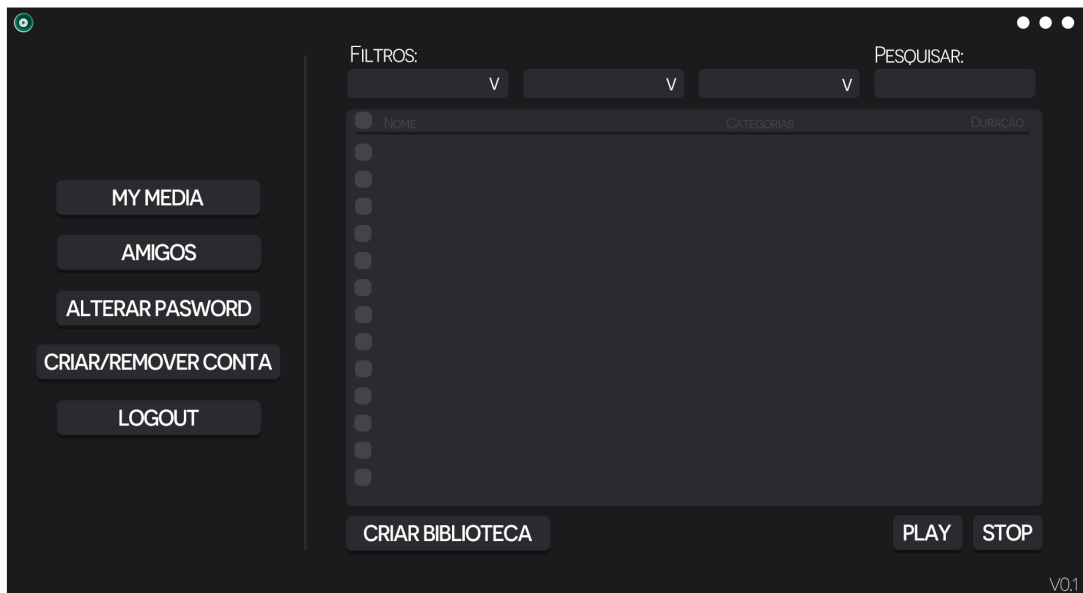 FILTROS:
PESQUISAR:
V
V
V
NOME CATEGORIAS DURAÇÃO
MY MEDIA
AMIGOS
ALTERAR PASWORD
CRIAR/REMOVER CONTA
LOGOUT
CRIAR BIBLIOTECA
PLAY
STOP
V0.1